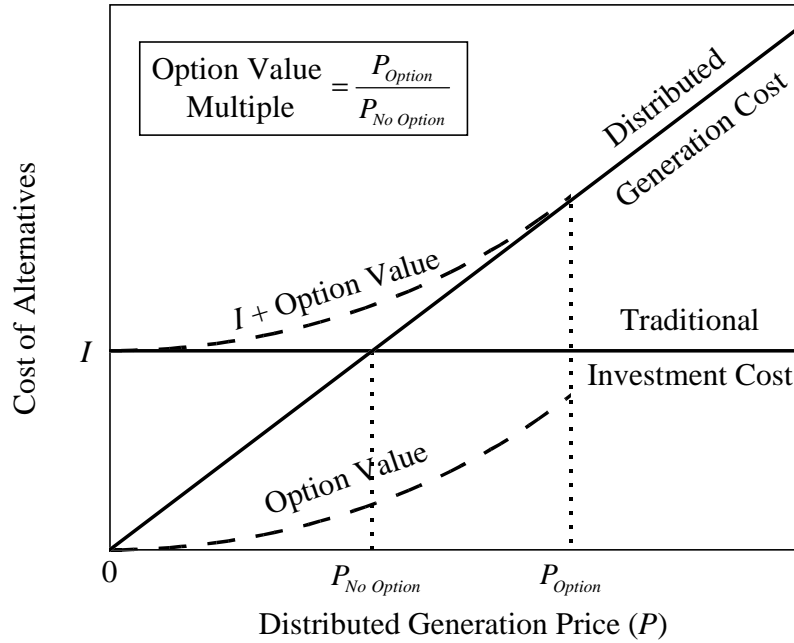 Option Value
Multiple
= P_Option / P_No Option
Distributed
Generation Cost
I + Option Value
Traditional
I
Investment Cost
Option Value
0
P_No Option
P_Option
Cost of Alternatives
Distributed Generation Price (P)